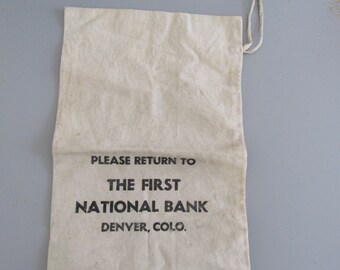 PLEASE RETURN TO
THE FIRST
NATIONAL BANK
DENVER, COLO.